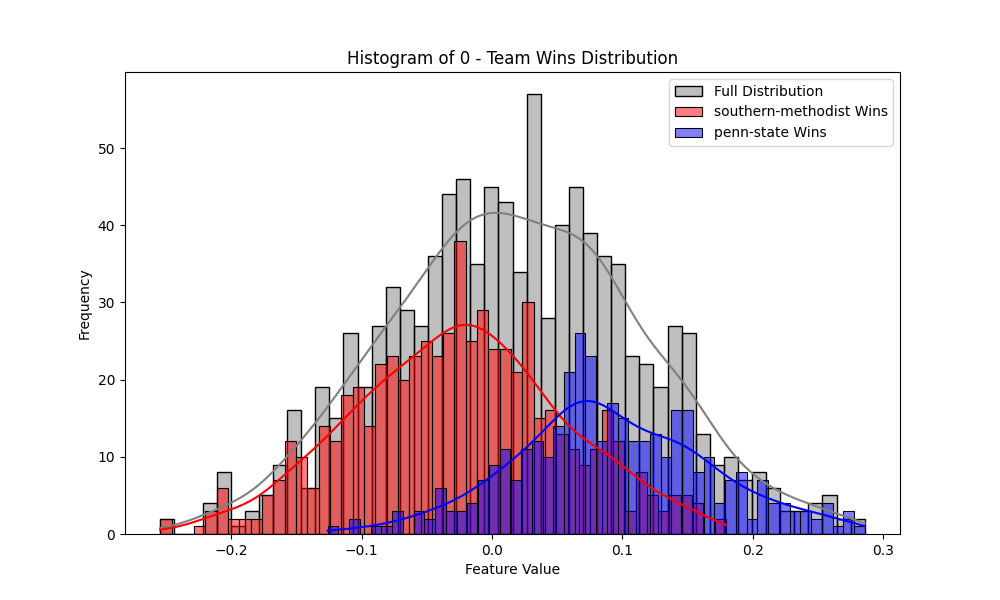 Histogram of 0 - Team Wins Distribution
Full Distribution
southern-methodist Wins
penn-state Wins
Frequency
50
40
30
20
10
0
−0.2
−0.1
0.0
0.1
0.2
0.3
Feature Value